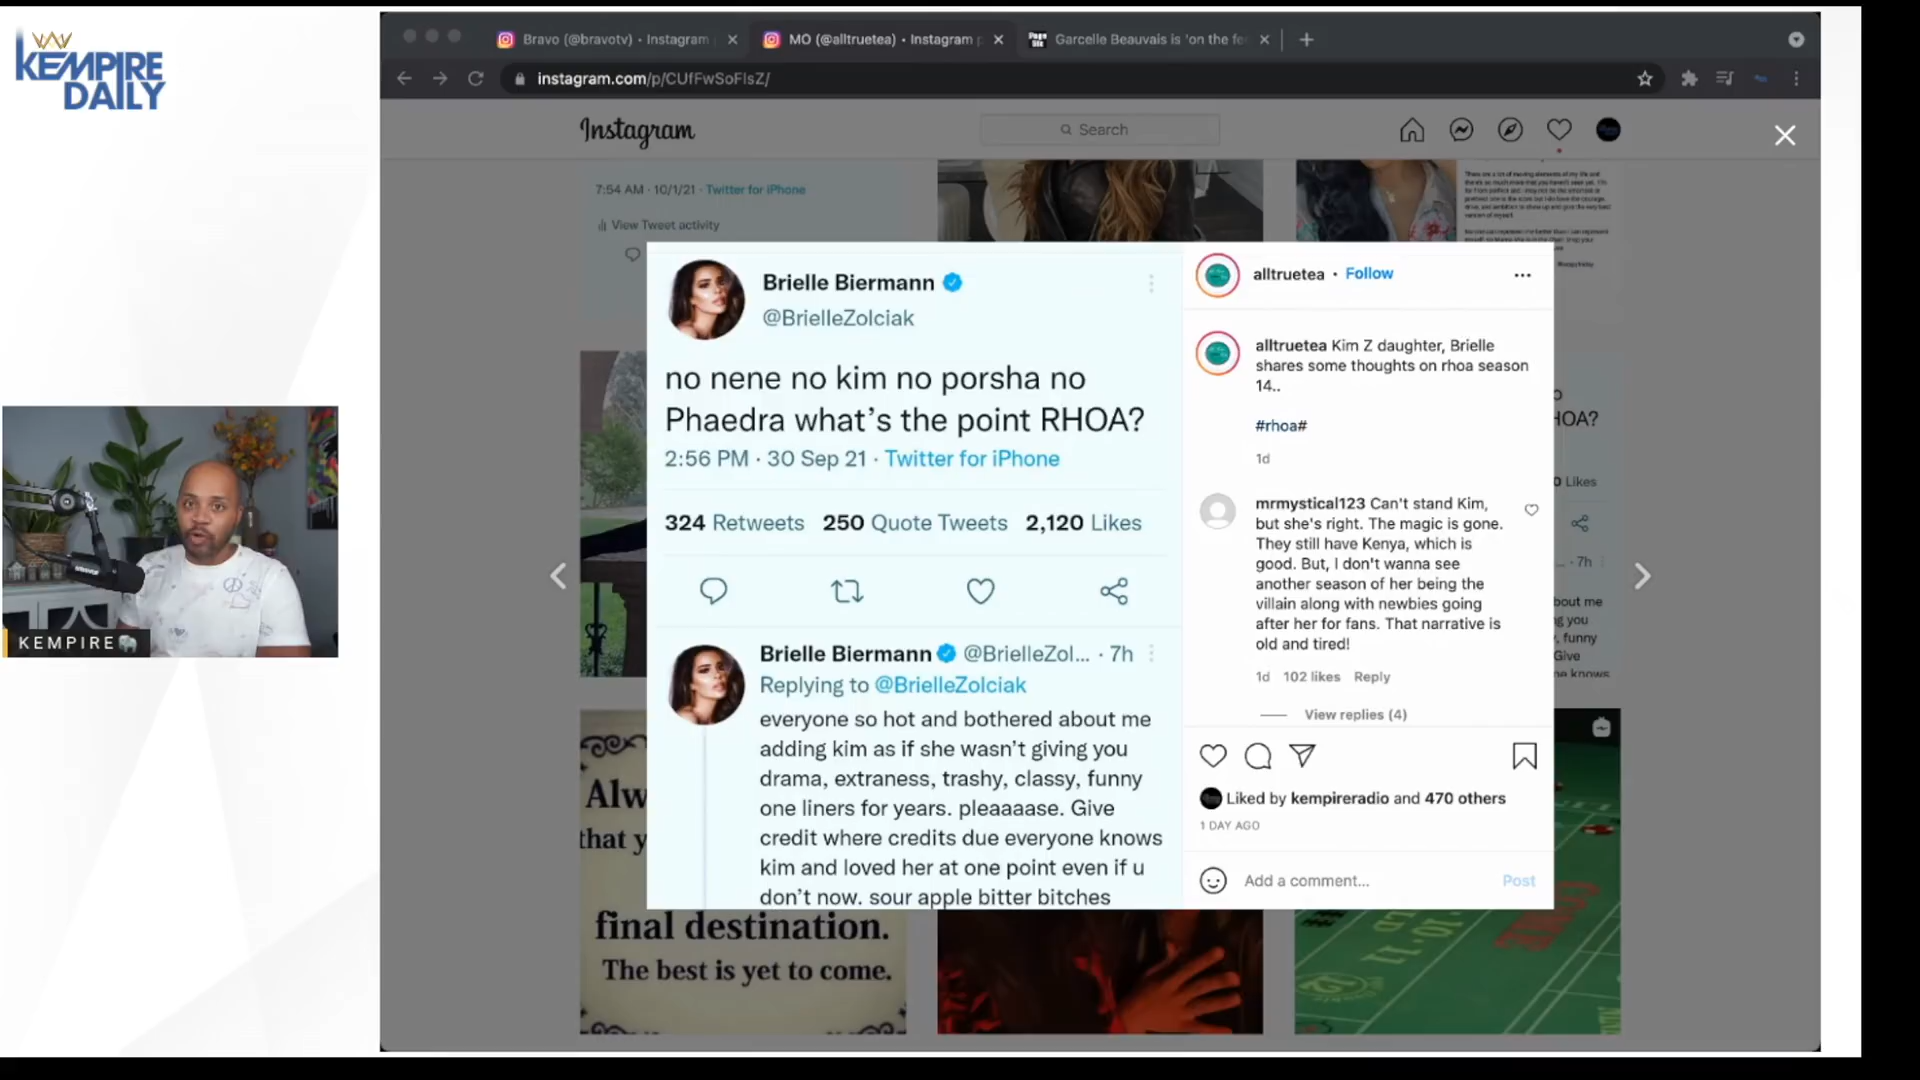 KEMPIRE
DAILY
Bravo (@bravotv) • Instagram
MO (@alltruetea) • Instagram
Garcelle Beauvais is 'on the
instagram.com/p/CUfFwSoFIsZ/
Instagram
Search
7:54 AM · 10/1/21 · Twitter for iPhone
View Tweet activity
Brielle Biermann
@BrielleZolciak
no nene no kim no porsha no
Phaedra what's the point RHOA?
2:56 PM · 30 Sep 21 · Twitter for iPhone
324 Retweets 250 Quote Tweets 2,120 Likes
Brielle Biermann @BrielleZol... · 7h
Replying to @BrielleZolciak
everyone so hot and bothered about me
adding kim as if she wasn't giving you
drama, extraness, trashy, classy, funny
one liners for years. pleaaaase. Give
credit where credits due everyone knows
kim and loved her at one point even if u
don't now. sour apple bitter bitches
alltruetea • Follow
alltruetea Kim Z daughter, Brielle
shares some thoughts on rhoa season
14..
#rhoa#
1d
mrmystical123 Can't stand Kim,
but she's right. The magic is gone.
They still have Kenya, which is
good. But, I don't wanna see
another season of her being the
villain along with newbies going
after her for fans. That narrative is
old and tired!
1d 102 likes Reply
View replies (4)
Liked by kempireradio and 470 others
1 DAY AGO
Add a comment... Post
HOA?
0 Likes
7h
bout me
g you
, funny
Give
e knows
KEMPIRE
Alw
that y
final destination.
The best is yet to come.